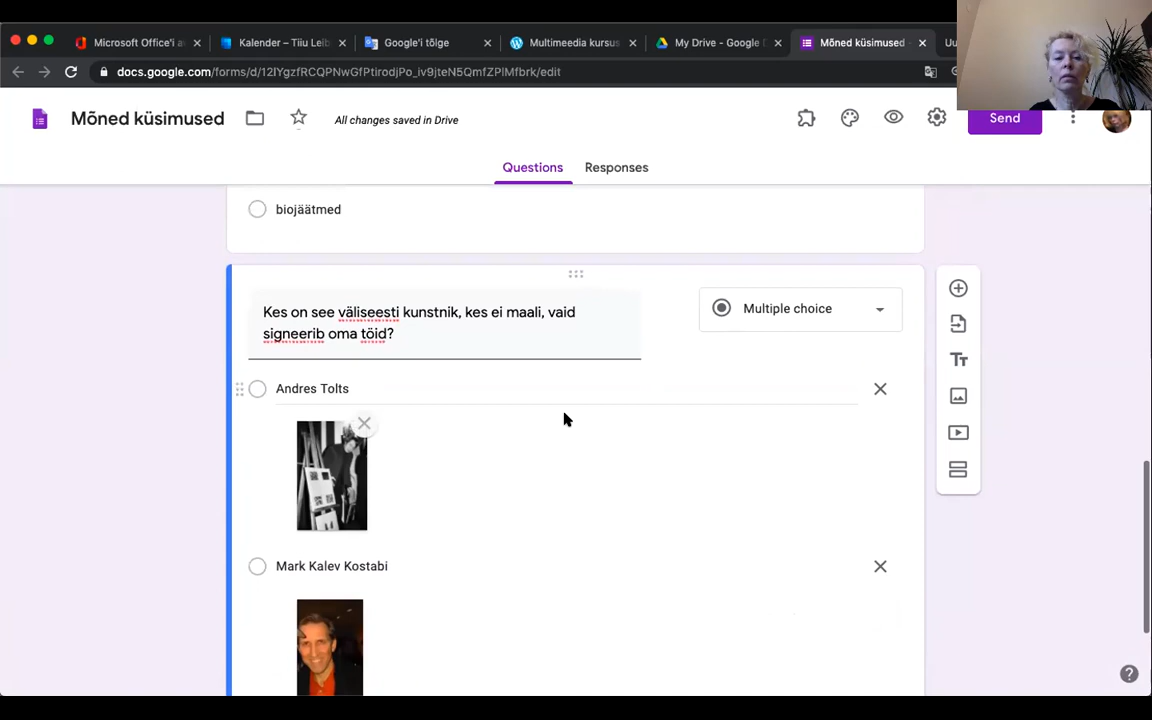 Microsoft Office'i a
Kalender – Tiiu Leib
Google'i tõlge
Multimeedia kursus
My Drive - Google D
Mõned küsimused -
Uu
docs.google.com/forms/d/12IYgzfRCQPNwGfPtirodjPo_iv9jteN5QmfZPlMfbrk/edit
Mõned küsimused
All changes saved in Drive
Send
Questions
Responses
biojäätmed
Kes on see väliseesti kunstnik, kes ei maali, vaid
signeerib oma töid?
Multiple choice
Andres Tolts
Mark Kalev Kostabi